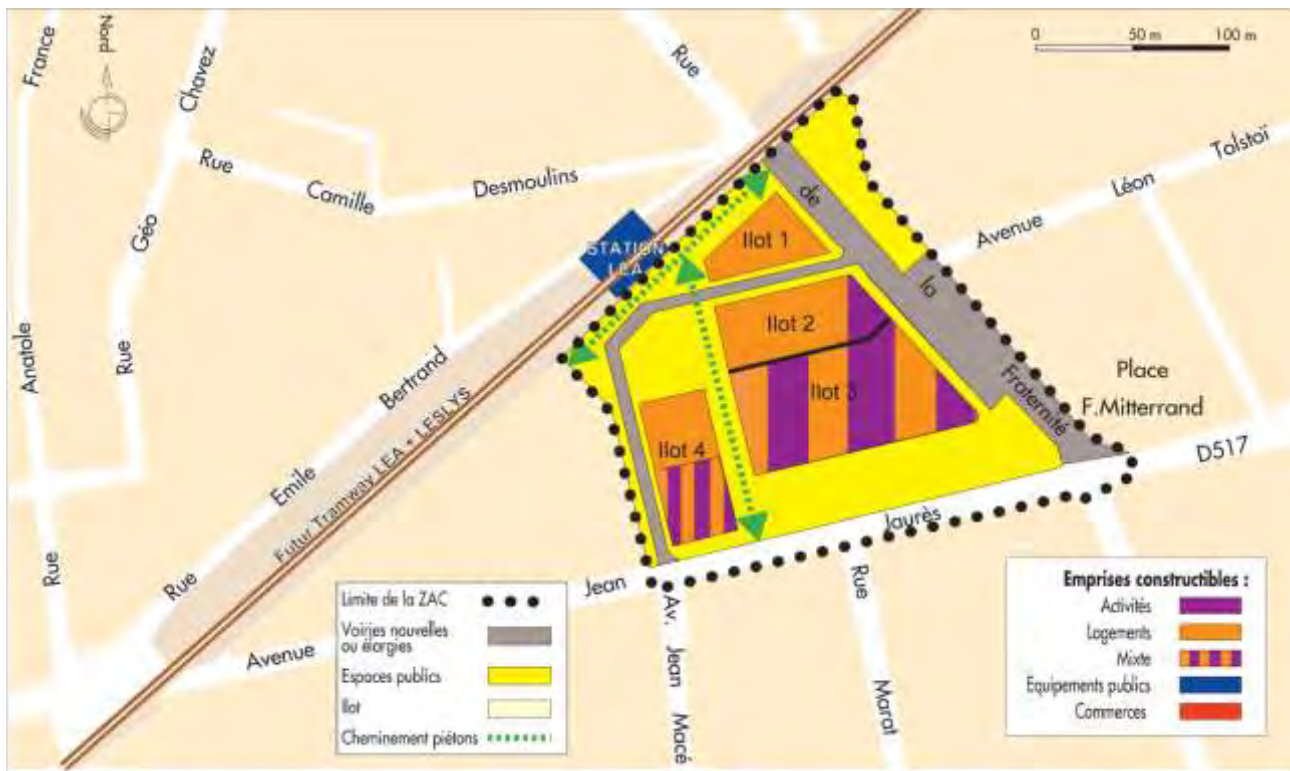 France
Nord
Chavez
Rue
0 50 m 100 m
Rue
Camille
Desmoulins
Tolstoï
Léon
Avenue
de
la
Fraternité
STATION
LEA
Ilot 1
Ilot 2
Ilot 3
Ilot 4
Géo
Rue
Anatole
Rue
Bertrand
Emile
Rue
Futur Tramway LEA + LESLYS
Place
F.Mitterrand
D517
Jaurès
Jean
Avenue
Av. Jean Macé
Rue
Marat
Limite de la ZAC
Voiries nouvelles
ou élargies
Espaces publics
Ilot
Cheminement piétons
Emprises constructibles :
Activités
Logements
Mixte
Equipements publics
Commerces